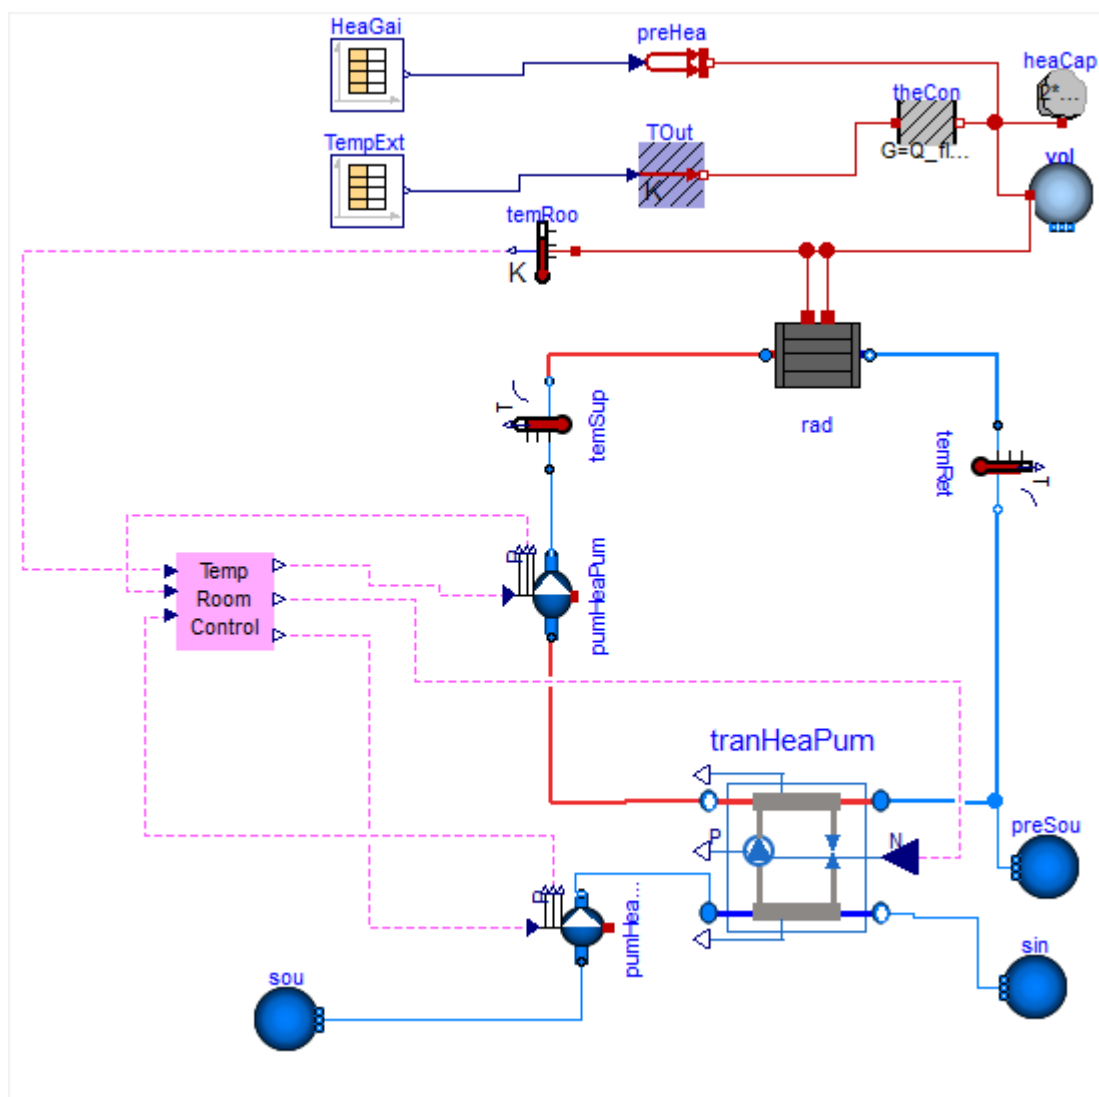 HeaGai
preHea
heaCap
2*...
theCon
G=Q_fl...
TempExt
TOut
K
vol
temRoo
K
rad
T
temSup
temRet
T
P
pumHeaPum
Temp
Room
Control
tranHeaPum
P
N
preSou
P
pumHea...
sin
sou